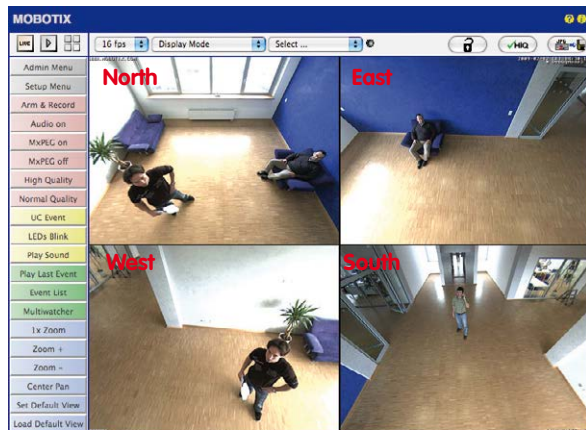 MOBOTIX
LIVE
16 fps
Display Mode
Select ...
HiQ
Admin Menu
Setup Menu
Arm & Record
Audio on
MxPEG on
MxPEG off
High Quality
Normal Quality
UC Event
LEDs Blink
Play Sound
Play Last Event
Event List
Multiwatcher
1x Zoom
Zoom +
Zoom -
Center Pan
Set Default View
Load Default View
North
East
West
South